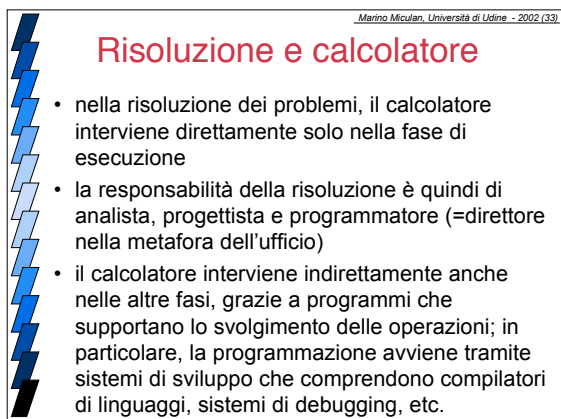 Marino Miculan, Università di Udine - 2002 (33)
Risoluzione e calcolatore
• nella risoluzione dei problemi, il calcolatore
interviene direttamente solo nella fase di
esecuzione
• la responsabilità della risoluzione è quindi di
analista, progettista e programmatore (=direttore
nella metafora dell'ufficio)
• il calcolatore interviene indirettamente anche
nelle altre fasi, grazie a programmi che
supportano lo svolgimento delle operazioni; in
particolare, la programmazione avviene tramite
sistemi di sviluppo che comprendono compilatori
di linguaggi, sistemi di debugging, etc.